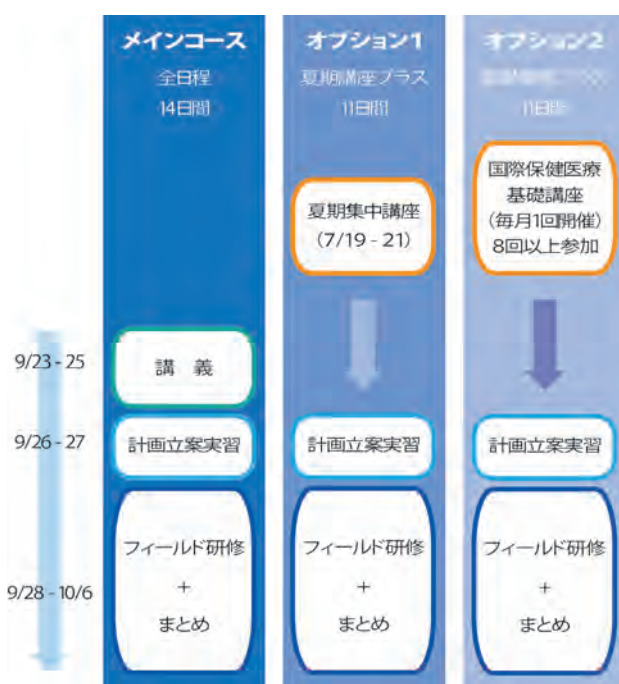 メインコース
全日程
14日間
オプション1
夏期講座プラス
11日間
オプション2
11日間
夏期集中講座
(7/19 - 21)
国際保健医療
基礎講座
(毎月1回開催)
8回以上参加
9/23 - 25
講 義
9/26 - 27
計画立案実習
計画立案実習
計画立案実習
9/28 - 10/6
フィールド研修
+
まとめ
フィールド研修
+
まとめ
フィールド研修
+
まとめ